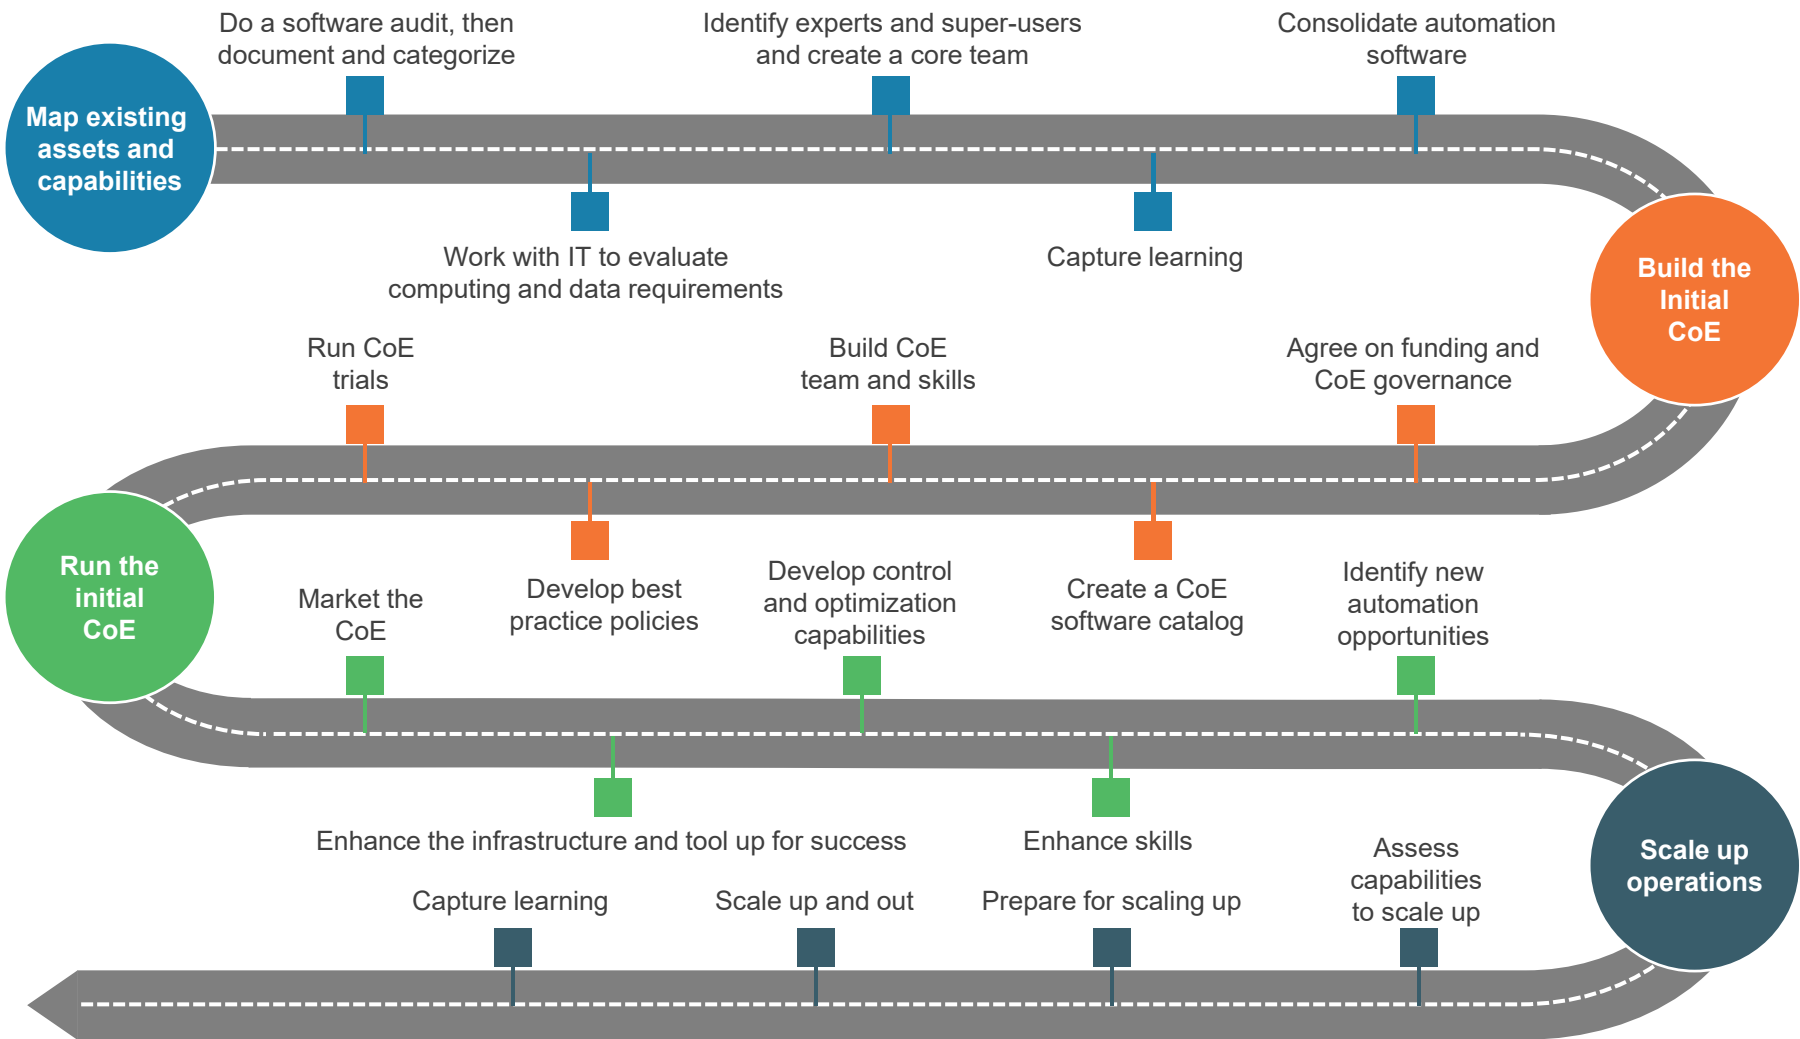 Map existing
assets and
capabilities
Do a software audit, then
document and categorize
Work with IT to evaluate
computing and data requirements
Identify experts and super-users
and create a core team
Capture learning
Consolidate automation
software
Build the
Initial
CoE
Agree on funding and
CoE governance
Create a CoE
software catalog
Build CoE
team and skills
Develop best
practice policies
Run CoE
trials
Run the
initial
CoE
Market the
CoE
Enhance the infrastructure and tool up for success
Develop control
and optimization
capabilities
Enhance skills
Identify new
automation
opportunities
Scale up
operations
Assess
capabilities
to scale up
Prepare for scaling up
Scale up and out
Capture learning